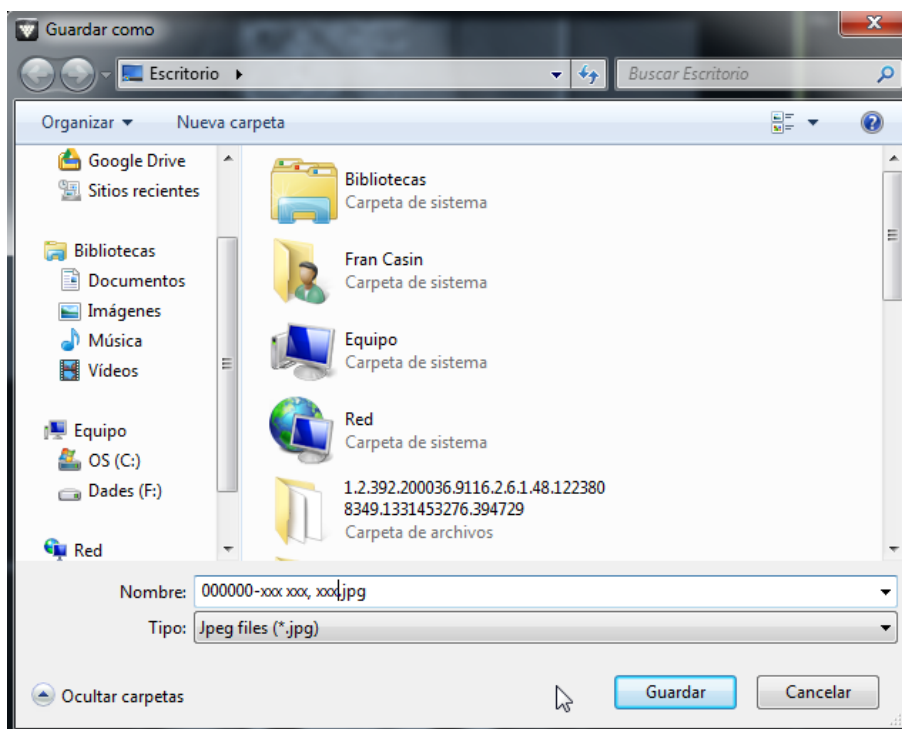 Guardar como
Escritorio
Buscar Escritorio
Organizar
Nueva carpeta
Google Drive
Sitios recientes
Bibliotecas
Documentos
Imágenes
Música
Vídeos
Equipo
OS (C:)
Dades (F:)
Red
Bibliotecas
Carpeta de sistema
Fran Casin
Carpeta de sistema
Equipo
Carpeta de sistema
Red
Carpeta de sistema
1.2.392.200036.9116.2.6.1.48.122380
8349.1331453276.394729
Carpeta de archivos
Nombre: 000000-xxx xxx, xxx.jpg
Tipo: Jpeg files (*.jpg)
Ocultar carpetas
Guardar
Cancelar